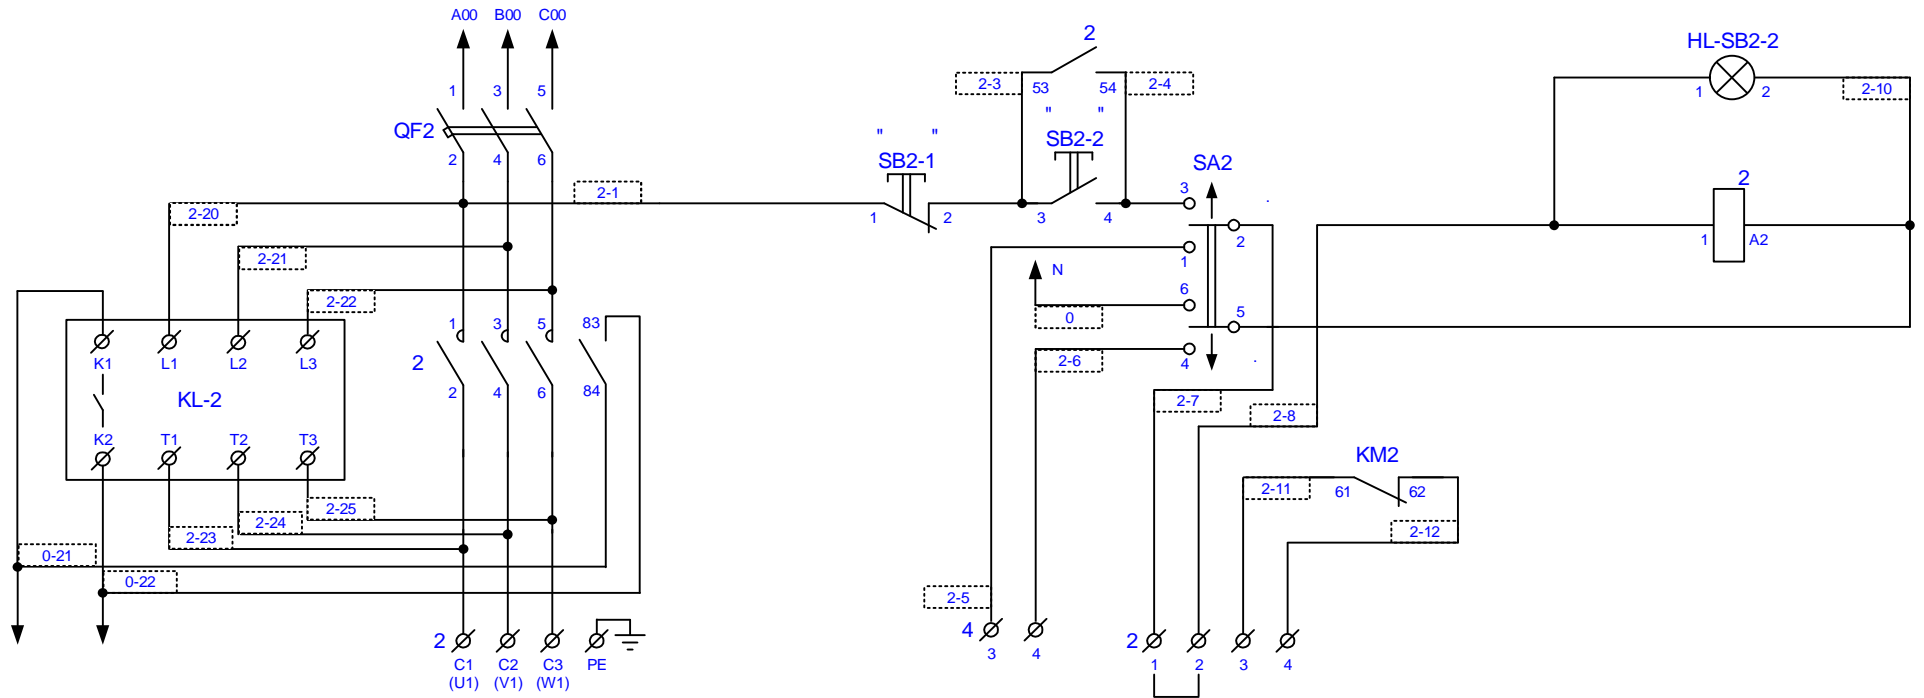 A00 B00 C00
1 3 5
QF2
2 4 6
2
2-3 53 54 2-4
" "
SB2-2
3 4
" "
SB2-1
1 2
2-1
HL-SB2-2
1 2 2-10
2
1 A2
SA2
3
2
1
6
5
4
N
0
2-6
2-7
2-8
2-20
2-21
2-22
K1 L1 L2 L3
KL-2
K2 T1 T2 T3
1 3 5 83
2
2 4 6 84
2-25
2-24
2-23
0-21
0-22
KM2
2-11 61 62
2-12
2-5
2
C1 C2 C3 PE
(U1) (V1) (W1)
4
3 4
2
1 2 3 4